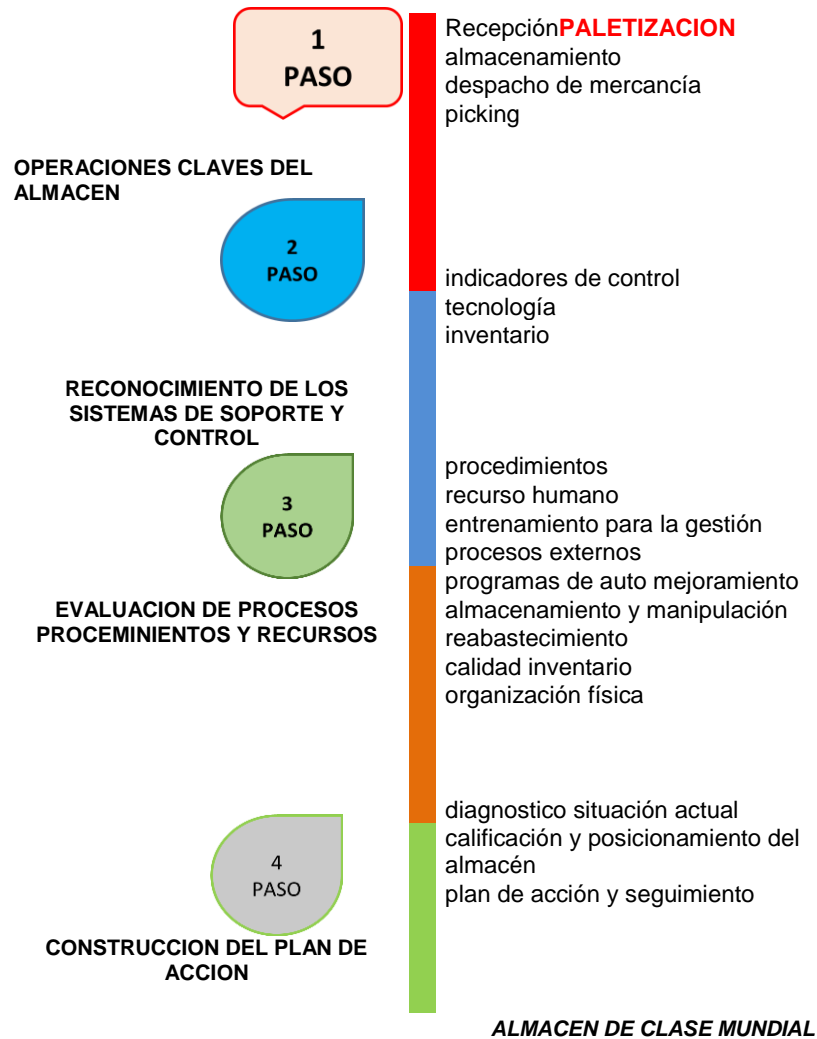 1
PASO
Recepción PALETIZACION
almacenamiento
despacho de mercancía
picking
OPERACIONES CLAVES DEL
ALMACEN
2
PASO
indicadores de control
tecnología
inventario
RECONOCIMIENTO DE LOS
SISTEMAS DE SOPORTE Y
CONTROL
3
PASO
procedimientos
recurso humano
entrenamiento para la gestión
procesos externos
programas de auto mejoramiento
almacenamiento y manipulación
reabastecimiento
calidad inventario
organización física
EVALUACION DE PROCESOS
PROCEMINIENTOS Y RECURSOS
4
PASO
diagnostico situación actual
calificación y posicionamiento del
almacén
plan de acción y seguimiento
CONSTRUCCION DEL PLAN DE
ACCION
ALMACEN DE CLASE MUNDIAL